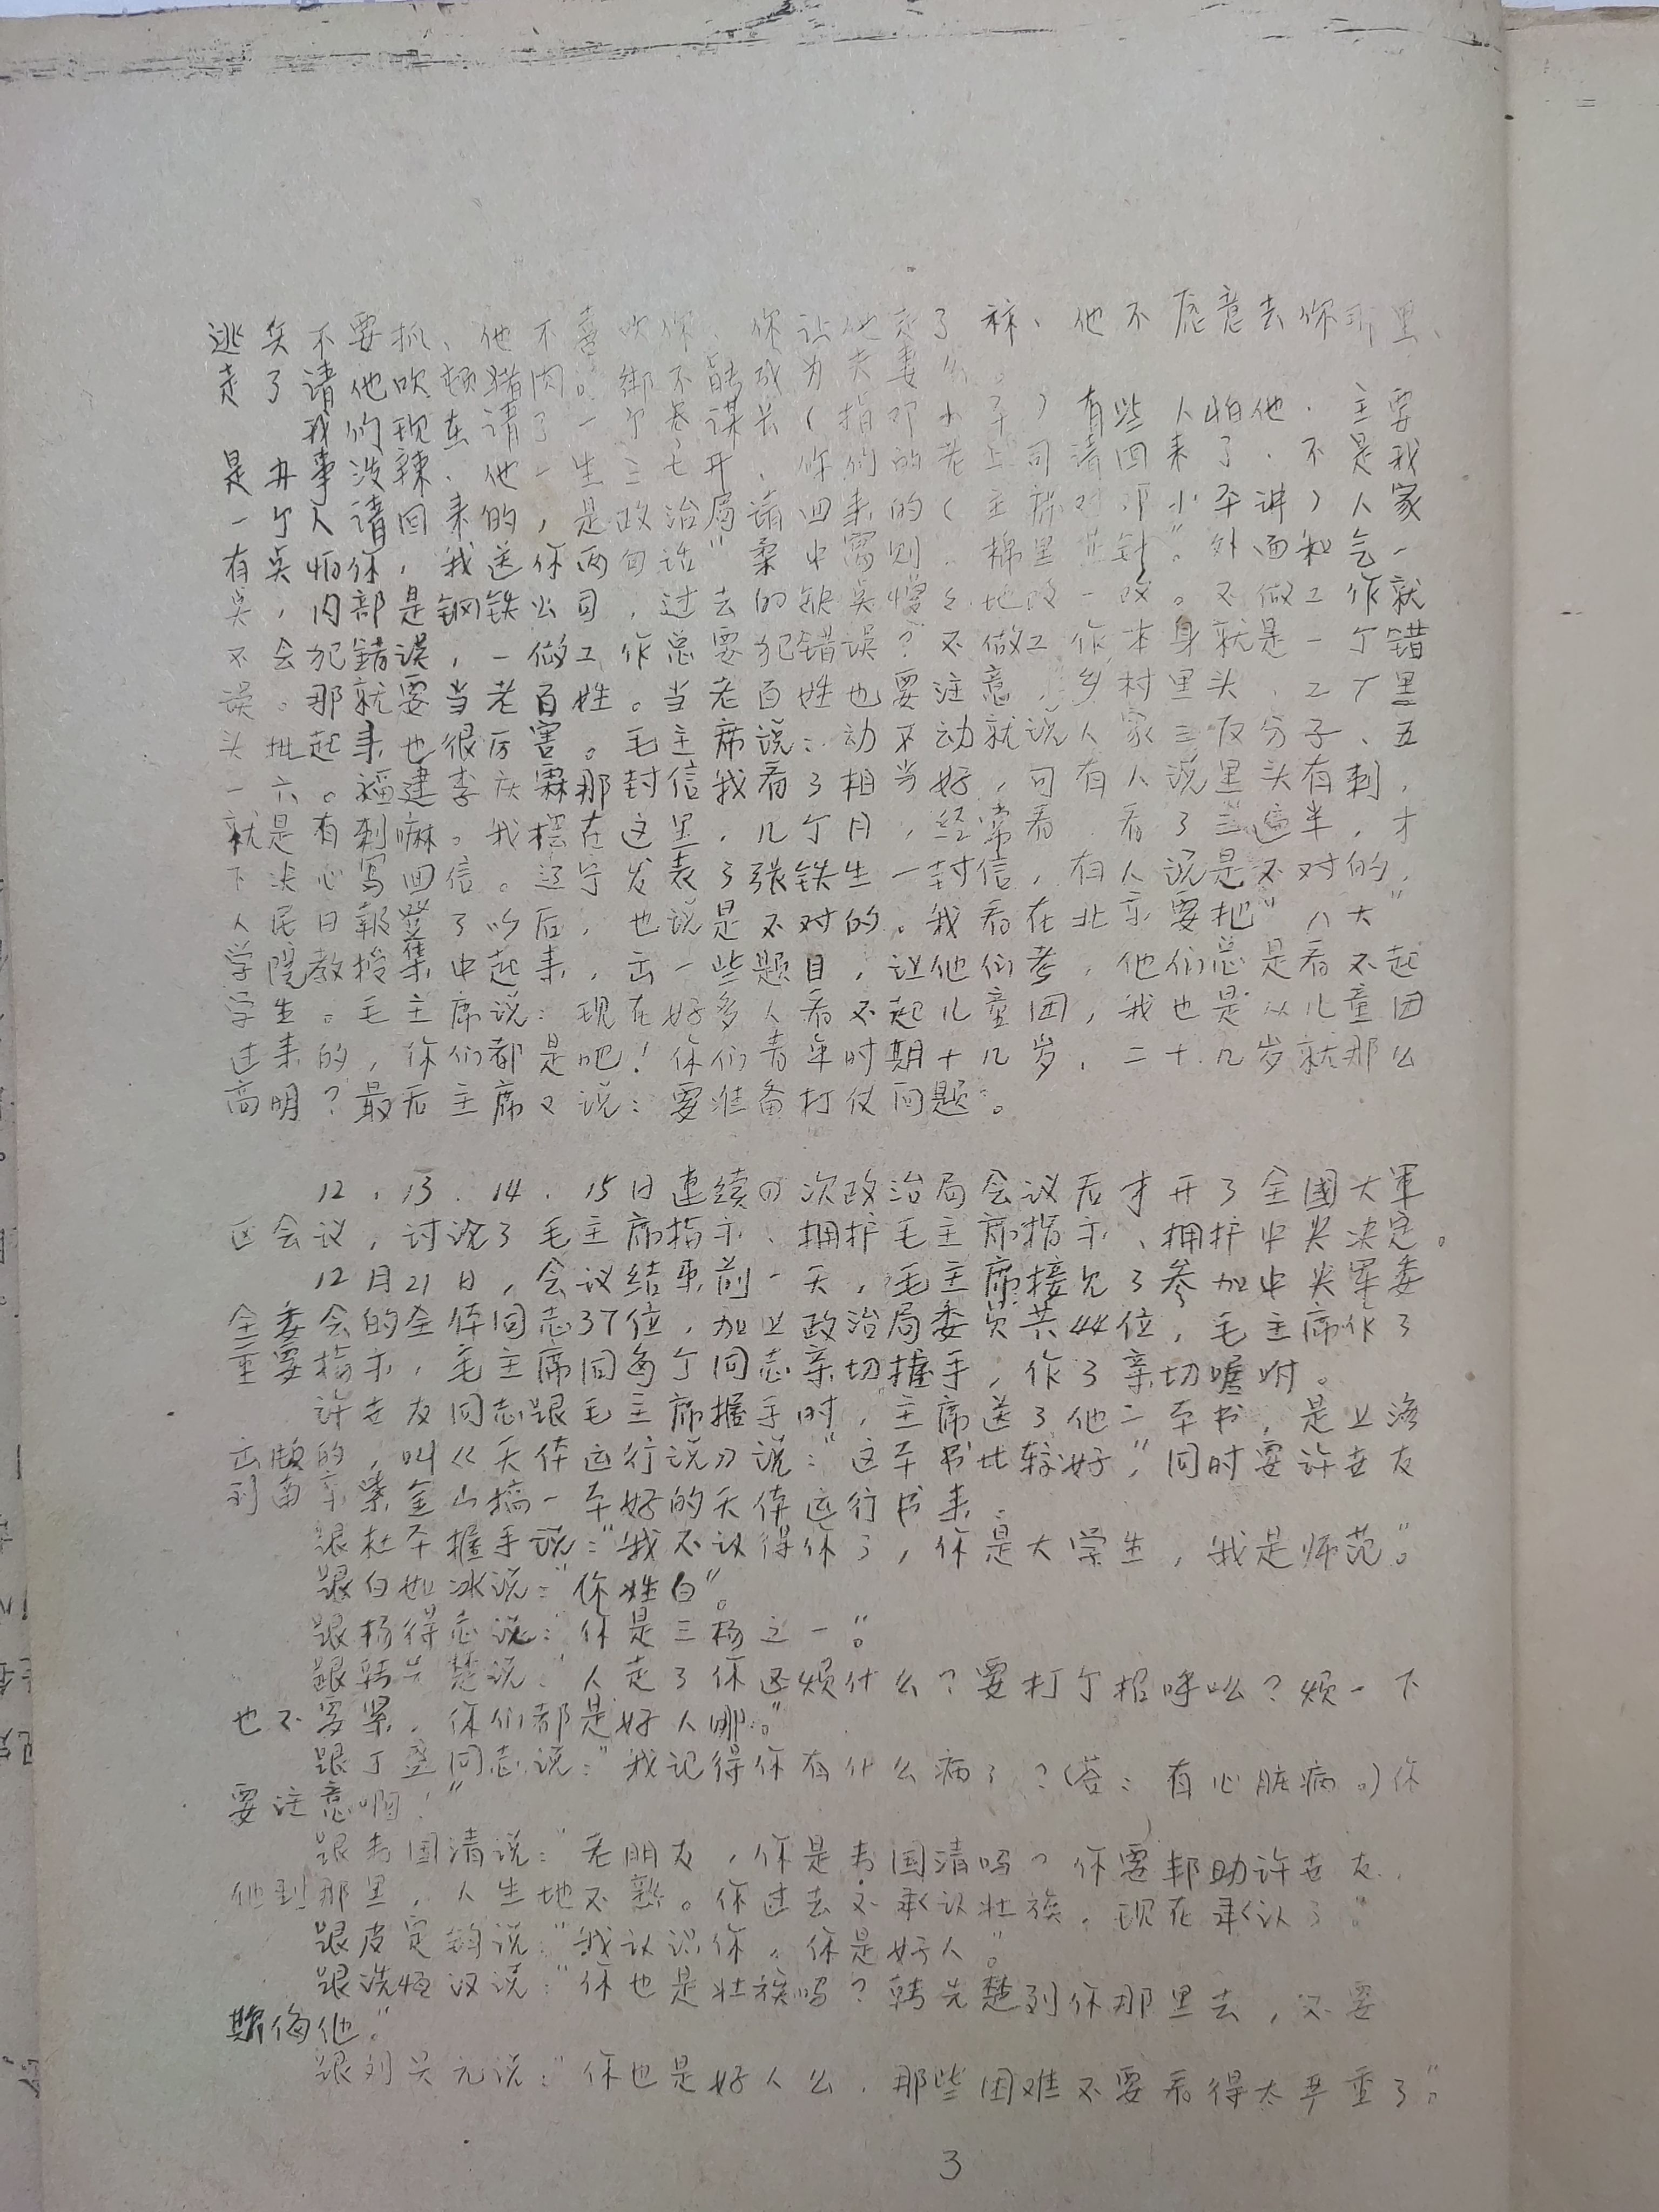 逃兵不要抓、他不喜吹你、你让他走了嘛、他不愿意去你那里、
走了请他吹顿猪肉。绑不能成为夫妻么。
我们现在请了一个参谋长（指邓小平）有些人怕他．主要
是办事泼辣．他一生三七开．你们的老上司请回来了．不是我
一个人请回来的，是政治局请回来的（主席对邓小平讲）人家
有点怕你，我送你两句话"柔中寓刚．棉里藏针"。外面和气一
点，内部是钢铁公司，过去的缺点慢々地改一改。不做工作就
不会犯错误，一做工作总要犯错误？不做工作本身就是一个错
误。那就要当老百姓。当老百姓也要注意，乡村里头．工厂里
头批起来也很厉害。毛主席说：动不动就说人家三反分子、五
一六。福建李庆霖那封信我看了相当好，可有人说里头有刺，
就是有刺嘛。我摆在这里，几个月，经常看．看了三遍半，才
下决心写回信。辽宁发表了张铁生一封信，有人说是不对的，
人民日報登了以后，也说是不对的。我看在北京要把"八大"
学院教授集中起来，出一些题目，让他们考，他们总是看不起
学生。毛主席说：现在好多人看不起儿童团，我也是从儿童团
过来的，你们都是吧！你们青年时期十几岁．二十几岁就那么
高明？最后主席又说：要准备打仗问题。
12．13．14．15日连续四次政治局会议后才开了全國大軍
区会议，讨论了毛主席指示、拥护毛主席指示、拥护中央决定。
12月21日，会议结束前一天，毛主席接见了参加中央军委
全委会的全体同志37位，加上政治局委员共44位，毛主席作了
重要指示，毛主席同每个同志亲切握手，作了亲切嘱咐。
许世友同志跟毛主席握手时，主席送了他一本书，是上海
出版的，叫《天体运行说》说："这本书比较好，"同时要许世友
到南京紫金山搞一本好的天体运行书来。
跟杜平握手说："我不认得你了，你是大学生，我是师范"。
跟白如冰说："你姓白"。
跟杨得志说："你是三杨之一"。
跟韩先楚说："人走了你还烦什么？要打个招呼么？烦一下
也不要紧．你们都是好人哪。"
跟丁盛同志说："我记得你有什么病了？（答：有心脏病。）你
要注意啊！"
跟韦国清说："老朋友，你是韦国清吗？你要帮助许世友．
他到那里，人生地不熟。你过去不承认壮族，现在承认了"。
跟皮定钧说："我认识你，你是好人"。
跟洗恒汉说："你也是壮族吗？韩先楚到你那里去，不要
欺侮他。"
跟刘兴元说："你也是好人么．那些困难不要看得太严重了"。
3